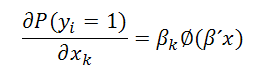 ∂P(y_i = 1)/∂x_k = β_k Ø(β´x)